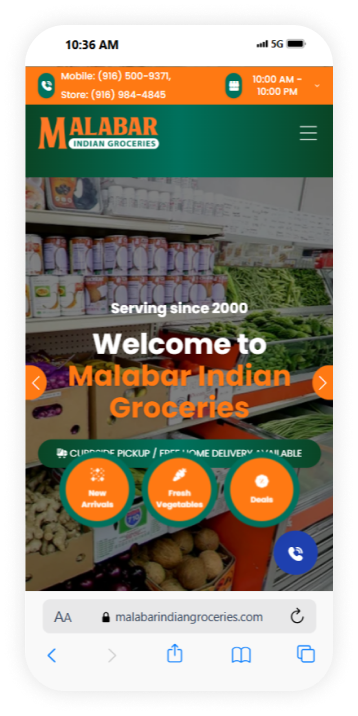 10:36 AM
5G
Mobile: (916) 500-9371,
Store: (916) 984-4845
10:00 AM -
10:00 PM
MALABAR
INDIAN GROCERIES
Serving since 2000
Welcome to
Malabar Indian
Groceries
CURBSIDE PICKUP / FREE HOME DELIVERY AVAILABLE
New
Arrivals
Fresh
Vegetables
Deals
AA
malabarindiangroceries.com